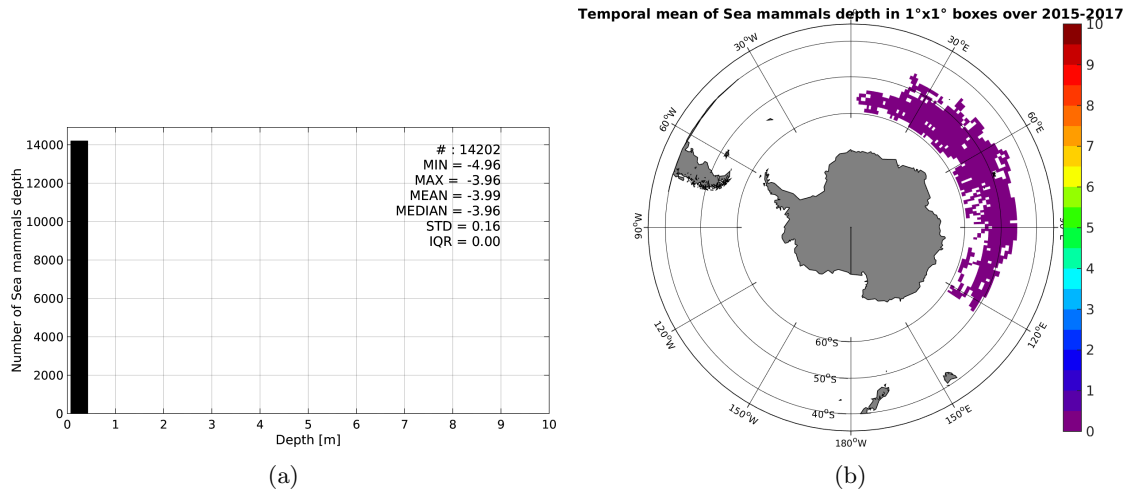 Temporal mean of Sea mammals depth in 1°x1° boxes over 2015-2017
Number of Sea mammals depth
14000
12000
10000
8000
6000
4000
2000
0
# : 14202
MIN = -4.96
MAX = -3.96
MEAN = -3.99
MEDIAN = -3.96
STD = 0.16
IQR = 0.00
0 1 2 3 4 5 6 7 8 9 10
Depth [m]
(a)
30°W
30°E
60°W
60°E
90°W
120°W
120°E
150°W
150°E
180°W
60°S
50°S
40°S
10
9
8
7
6
5
4
3
2
1
0
(b)